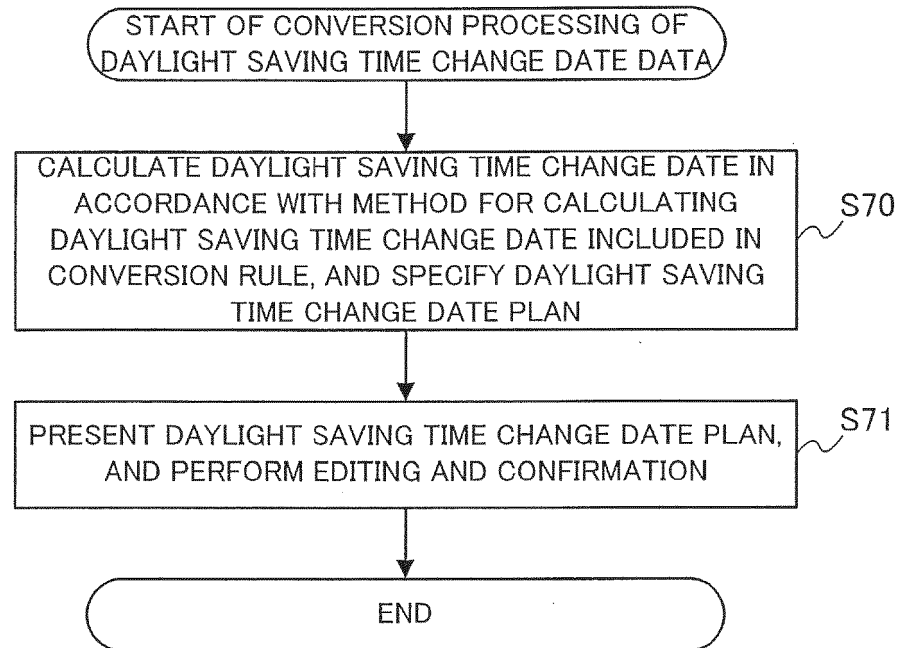 START OF CONVERSION PROCESSING OF
DAYLIGHT SAVING TIME CHANGE DATE DATA
CALCULATE DAYLIGHT SAVING TIME CHANGE DATE IN
ACCORDANCE WITH METHOD FOR CALCULATING
DAYLIGHT SAVING TIME CHANGE DATE INCLUDED IN
CONVERSION RULE, AND SPECIFY DAYLIGHT SAVING
TIME CHANGE DATE PLAN
S70
PRESENT DAYLIGHT SAVING TIME CHANGE DATE PLAN,
AND PERFORM EDITING AND CONFIRMATION
S71
END